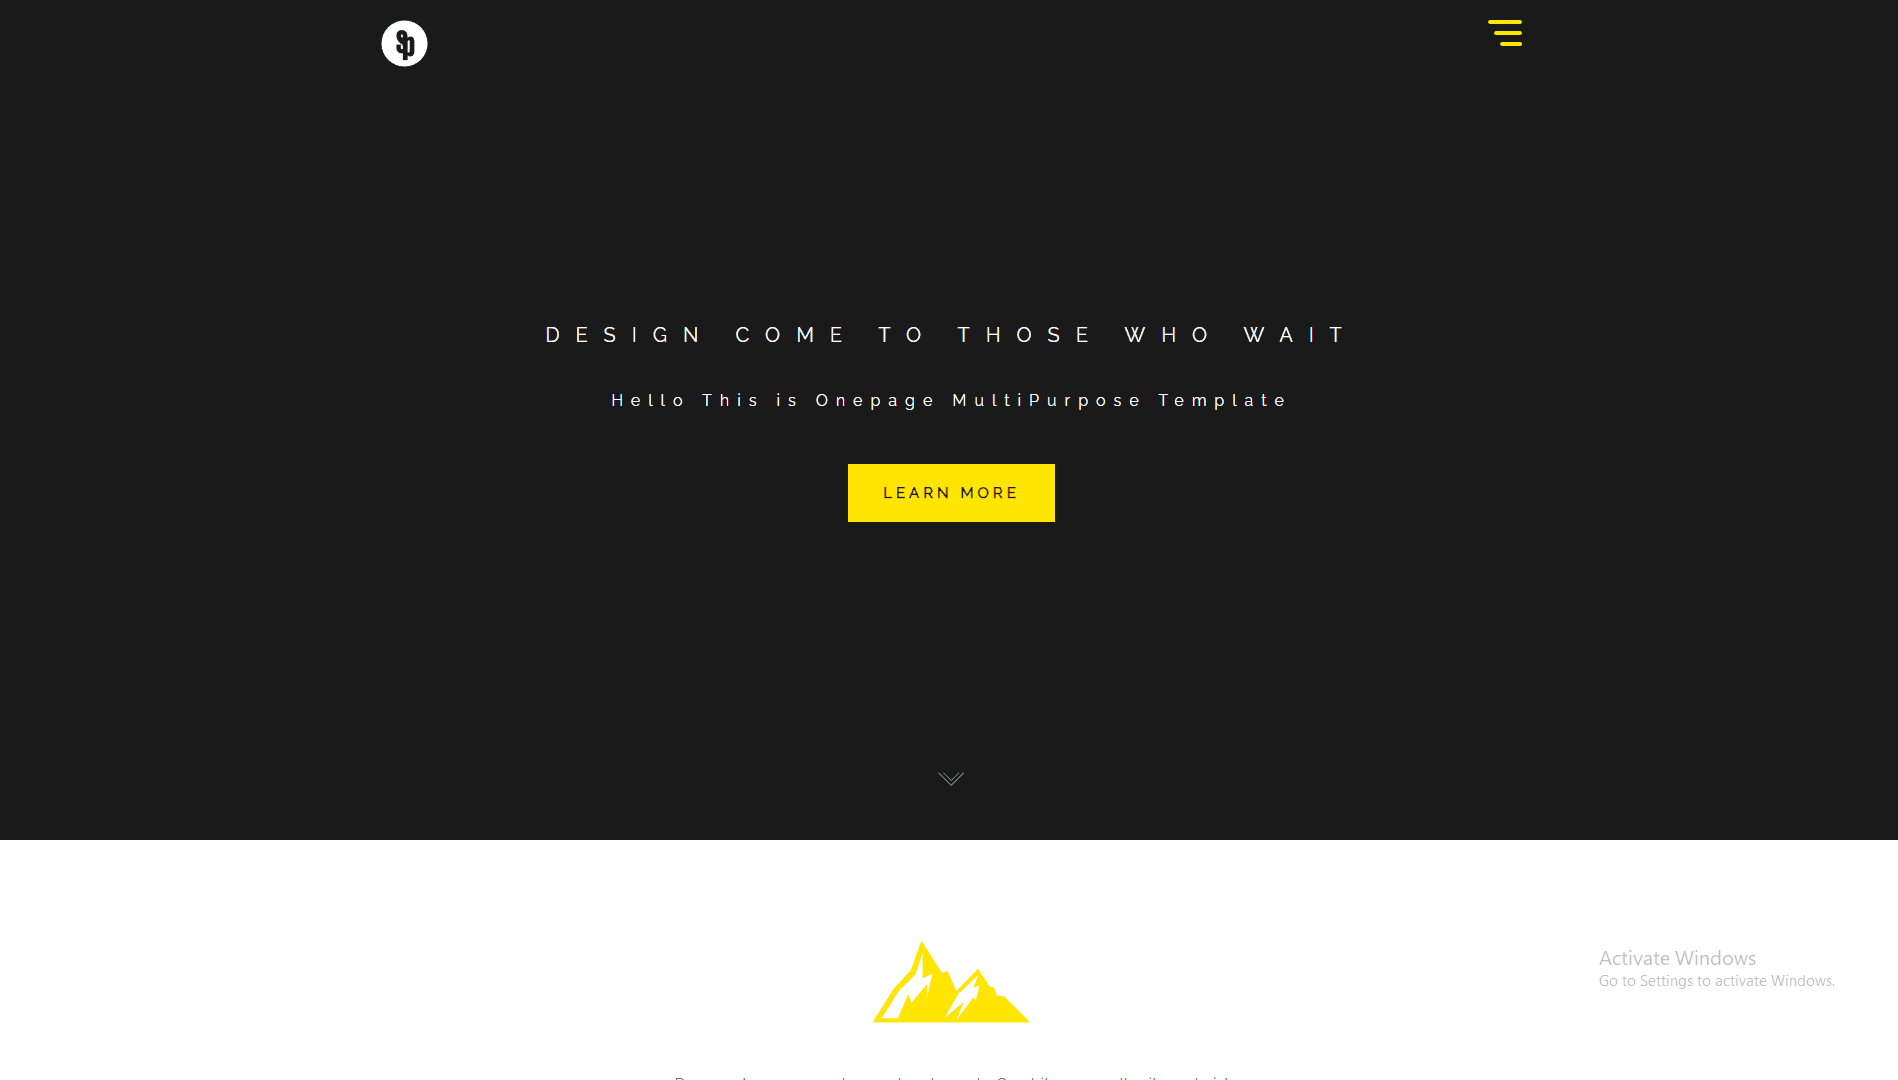 Sp
DESIGN COME TO THOSE WHO WAIT
Hello This is Onepage MultiPurpose Template
LEARN MORE
Activate Windows
Go to Settings to activate Windows.